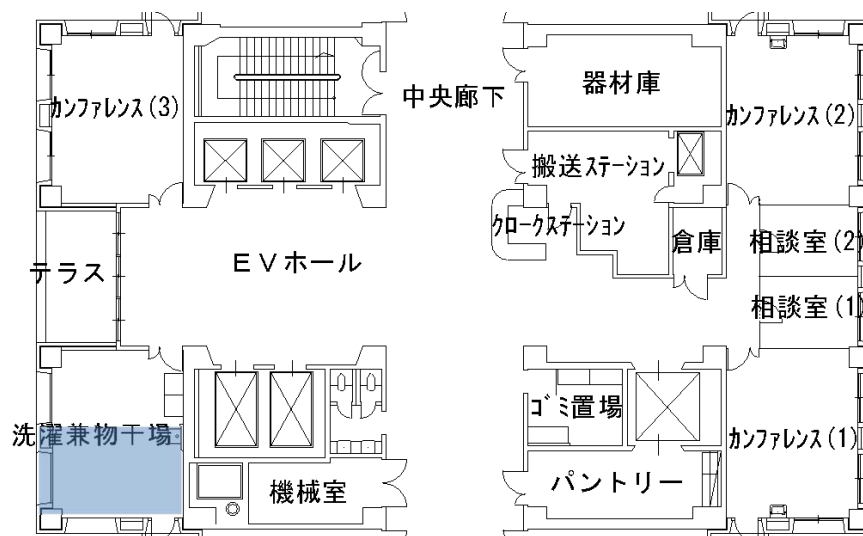 カンファレンス(3)
中央廊下
器材庫
カンファレンス(2)
搬送ステーション
クロークステーション
倉庫
相談室(2)
テラス
EVホール
相談室(1)
洗濯兼物干場
ゴミ置場
カンファレンス(1)
機械室
パントリー